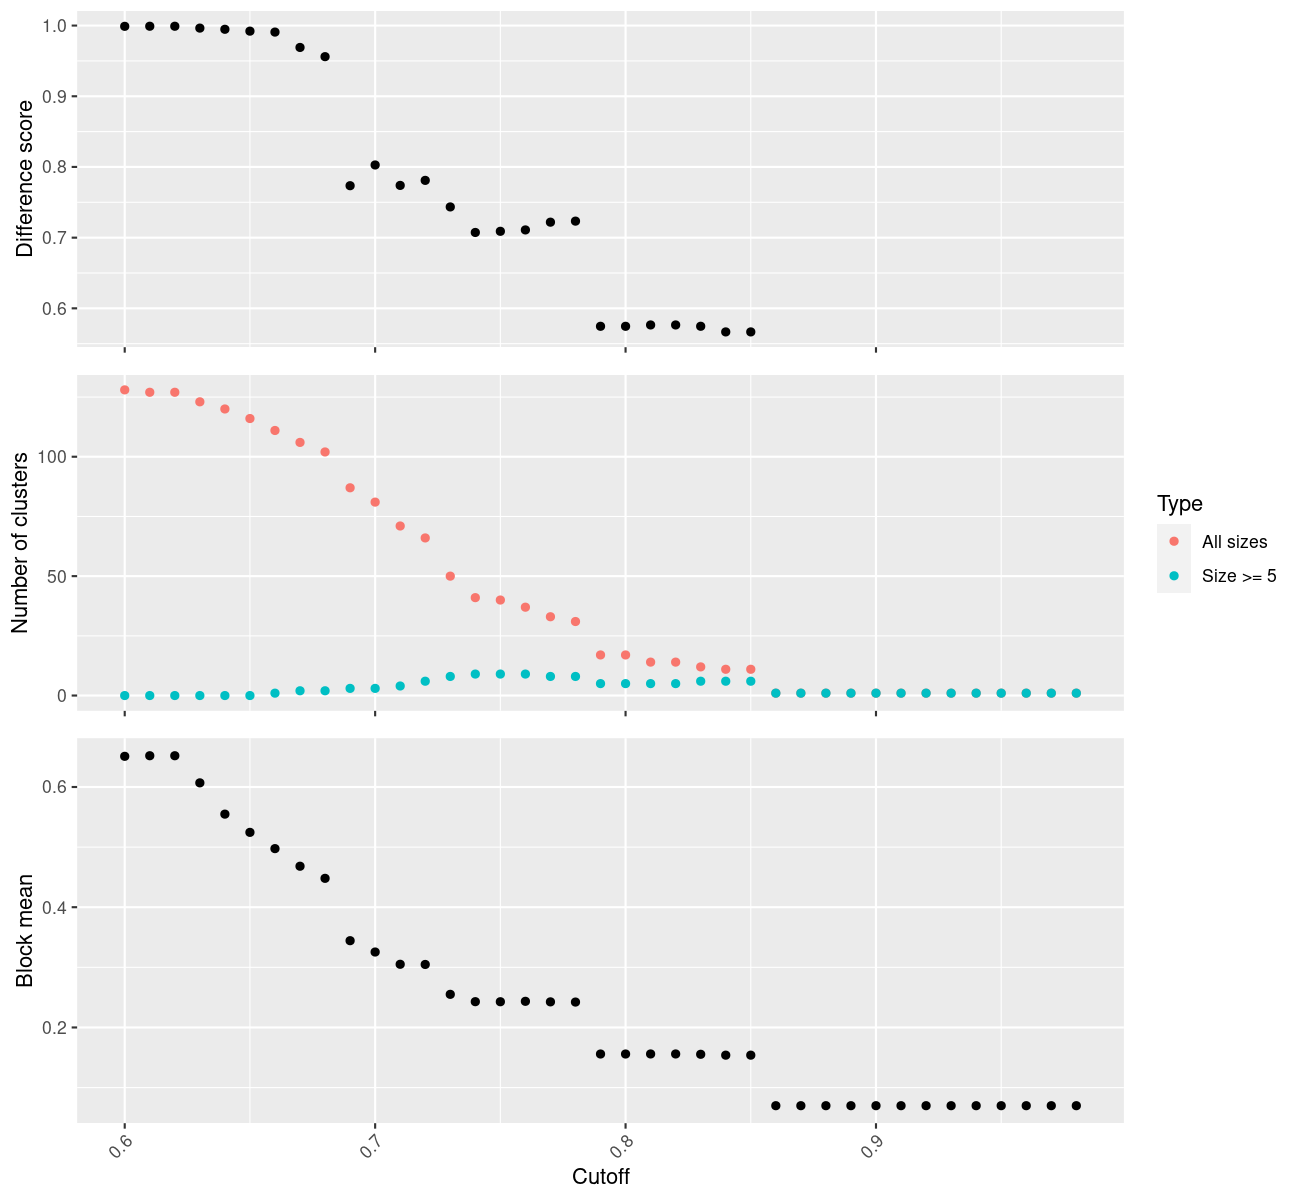 1.0
0.9
0.8
0.7
0.6
Difference score
100
50
0
Number of clusters
Type
All sizes
Size >= 5
0.6
0.4
0.2
Block mean
0.6
0.7
0.8
0.9
Cutoff